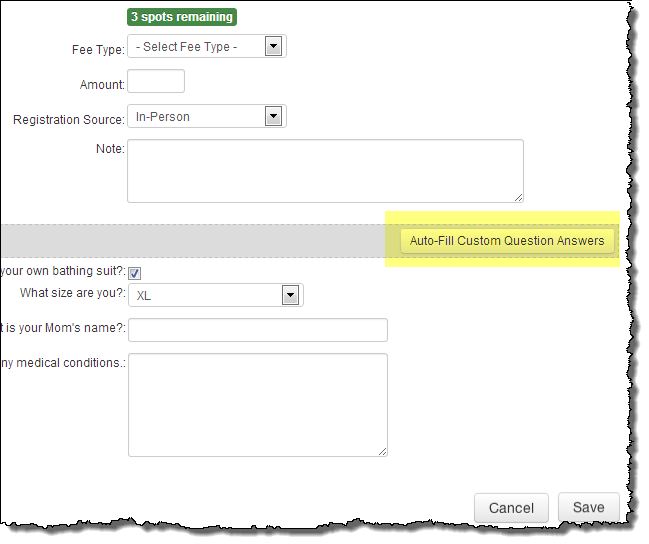 3 spots remaining
Fee Type: - Select Fee Type -
Amount:
Registration Source: In-Person
Note:
Auto-Fill Custom Question Answers
your own bathing suit?:
What size are you?: XL
t is your Mom's name?:
ny medical conditions.:
Cancel Save